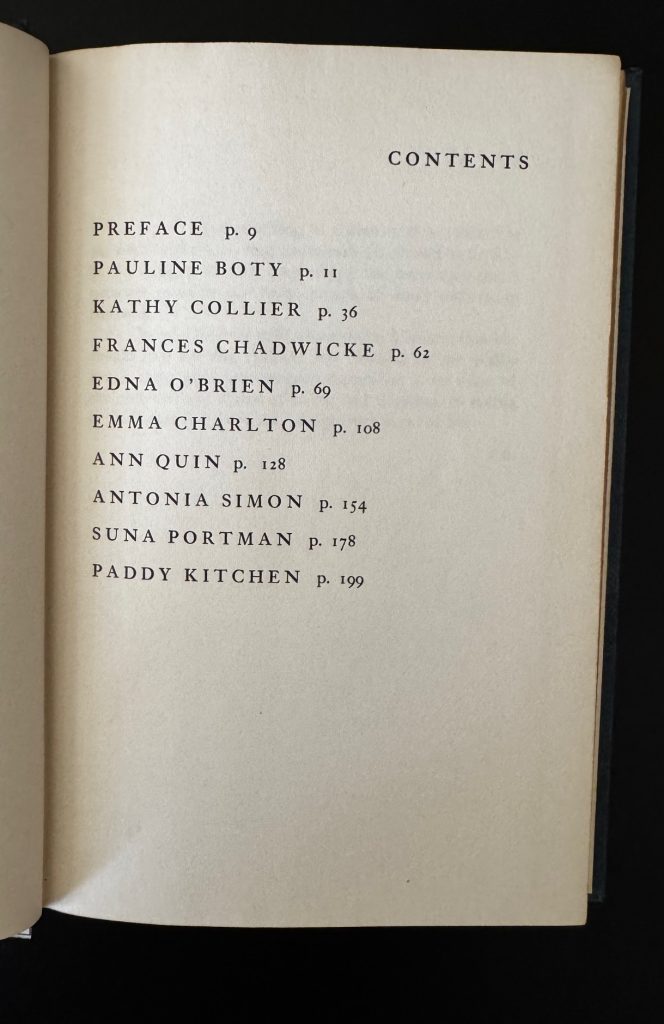 CONTENTS
PREFACE p. 9
PAULINE BOTY p. 11
KATHY COLLIER p. 36
FRANCES CHADWICKE p. 62
EDNA O'BRIEN p. 69
EMMA CHARLTON p. 108
ANN QUIN p. 128
ANTONIA SIMON p. 154
SUNA PORTMAN p. 178
PADDY KITCHEN p. 199